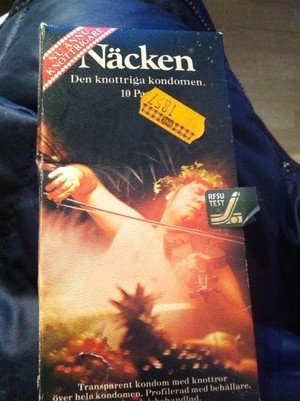 NU ÄNNU
KNOTTRIGARE
Näcken®
Den knottriga kondomen.
10 Pa
RFSU
TEST
Transparent kondom med knottror
över hela kondomen. Profilerad med behållare.